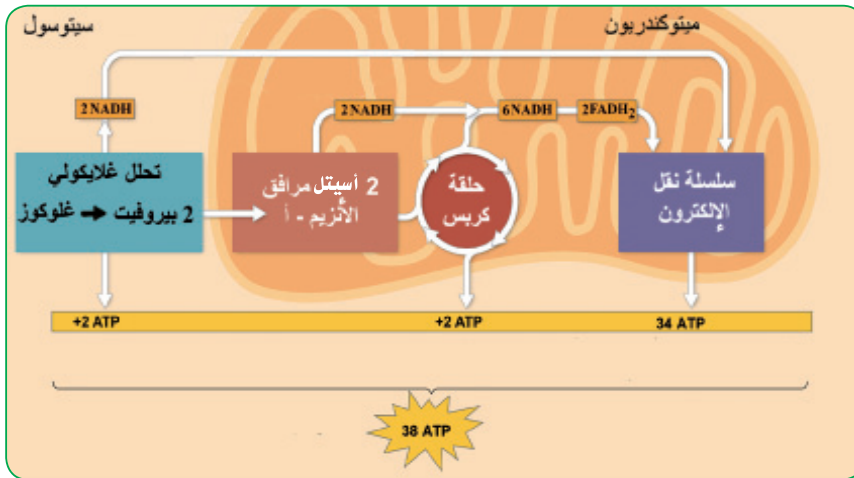 ميتوكندريون
سيتوسول
2NADH
2NADH
6NADH
2FADH₂
تحلل غلايكولي
غلوكوز → 2 بيروفيت
2 أسيتل مرافق
الأنزيم - أ
حلقة
كربس
سلسلة نقل
الإلكترون
+2 ATP
+2 ATP
34 ATP
38 ATP